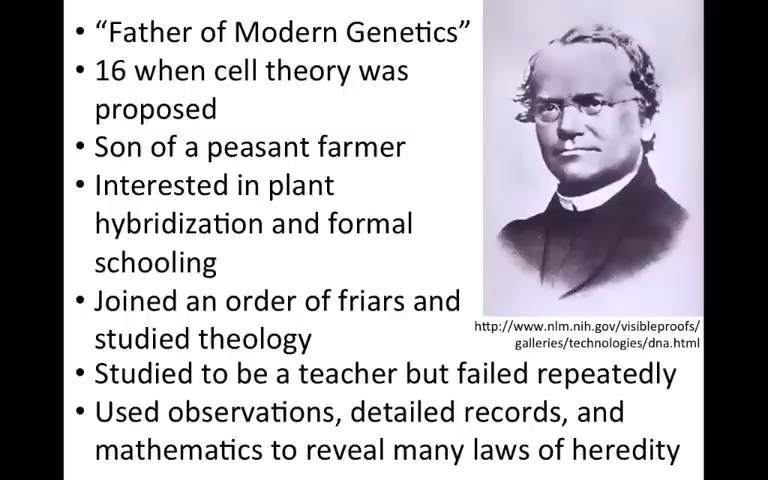 • “Father of Modern Genetics”
• 16 when cell theory was
proposed
• Son of a peasant farmer
• Interested in plant
hybridization and formal
schooling
• Joined an order of friars and
studied theology
http://www.nlm.nih.gov/visibleproofs/
galleries/technologies/dna.html
• Studied to be a teacher but failed repeatedly
• Used observations, detailed records, and
mathematics to reveal many laws of heredity